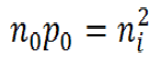 n₀p₀ = nᵢ²